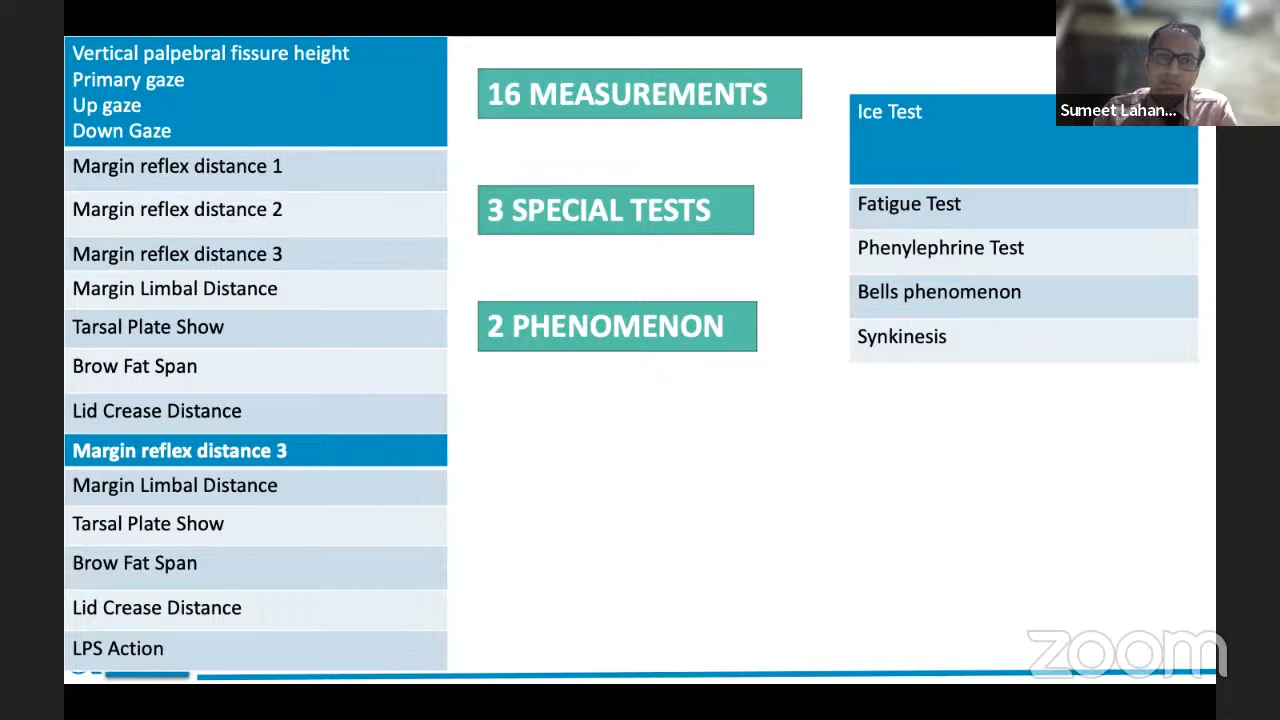 Vertical palpebral fissure height
Primary gaze
Up gaze
Down Gaze
Margin reflex distance 1
Margin reflex distance 2
Margin reflex distance 3
Margin Limbal Distance
Tarsal Plate Show
Brow Fat Span
Lid Crease Distance
Margin reflex distance 3
Margin Limbal Distance
Tarsal Plate Show
Brow Fat Span
Lid Crease Distance
LPS Action
16 MEASUREMENTS
3 SPECIAL TESTS
2 PHENOMENON
Ice Test
Fatigue Test
Phenylephrine Test
Bells phenomenon
Synkinesis
Sumeet Lahan...
zoom